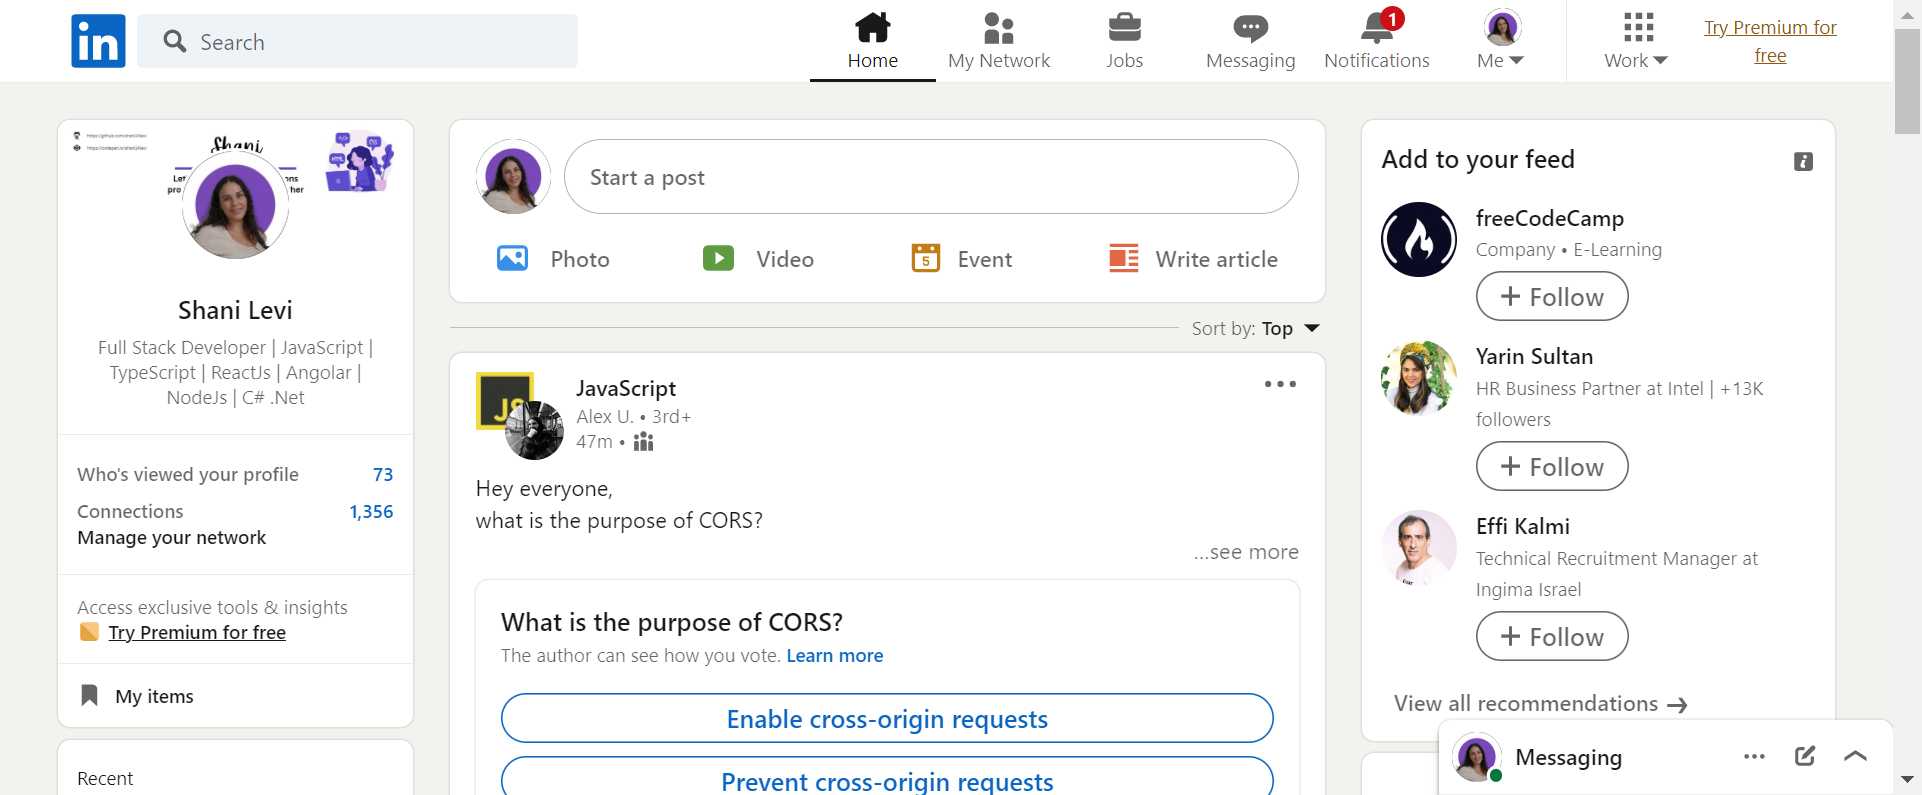 in
Search
Home
My Network
Jobs
Messaging
1
Notifications
Me
Work
Try Premium for
free
Shani
Shani Levi
Full Stack Developer | JavaScript |
TypeScript | ReactJs | Angular |
NodeJs | C# .Net
Who's viewed your profile 73
Connections 1,356
Manage your network
Access exclusive tools & insights
Try Premium for free
My items
Recent
Start a post
Photo
Video
5
Event
Write article
Sort by: Top
JS
JavaScript
Alex U. • 3rd+
47m •
Hey everyone,
what is the purpose of CORS?
...see more
What is the purpose of CORS?
The author can see how you vote. Learn more
Enable cross-origin requests
Prevent cross-origin requests
Add to your feed
freeCodeCamp
Company • E-Learning
+ Follow
Yarin Sultan
HR Business Partner at Intel | +13K
followers
+ Follow
Effi Kalmi
Technical Recruitment Manager at
Ingima Israel
+ Follow
View all recommendations →
Messaging